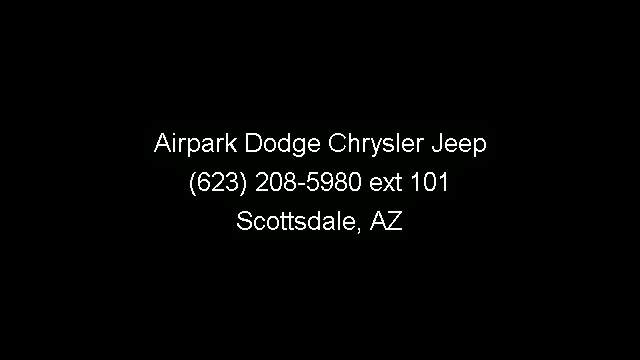 Airpark Dodge Chrysler Jeep
(623) 208-5980 ext 101
Scottsdale, AZ